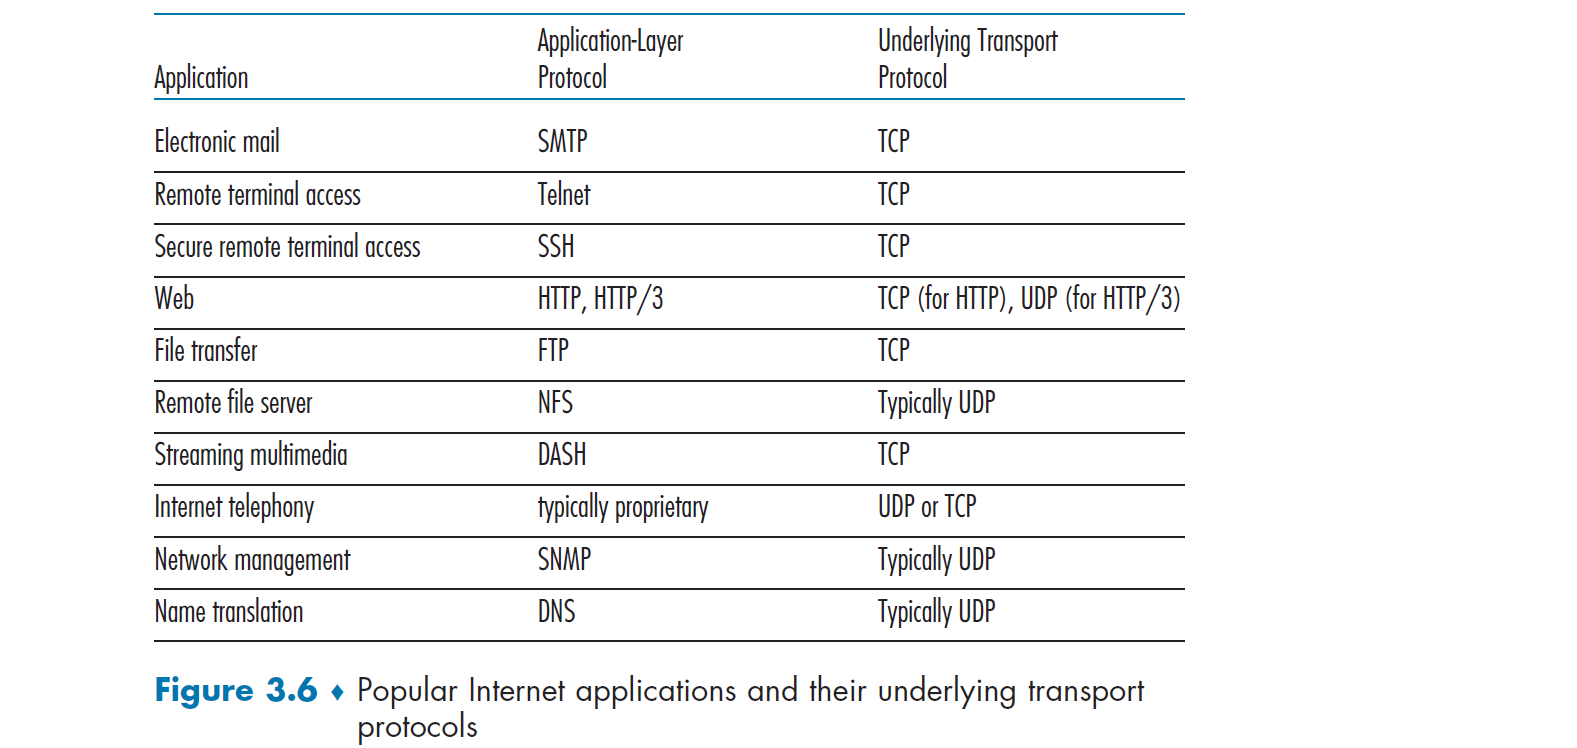 Application-Layer Underlying Transport
Application Protocol Protocol
Electronic mail SMTP TCP
Remote terminal access Telnet TCP
Secure remote terminal access SSH TCP
Web HTTP, HTTP/3 TCP (for HTTP), UDP (for HTTP/3)
File transfer FTP TCP
Remote file server NFS Typically UDP
Streaming multimedia DASH TCP
Internet telephony typically proprietary UDP or TCP
Network management SNMP Typically UDP
Name translation DNS Typically UDP
Figure 3.6 ♦ Popular Internet applications and their underlying transport
protocols